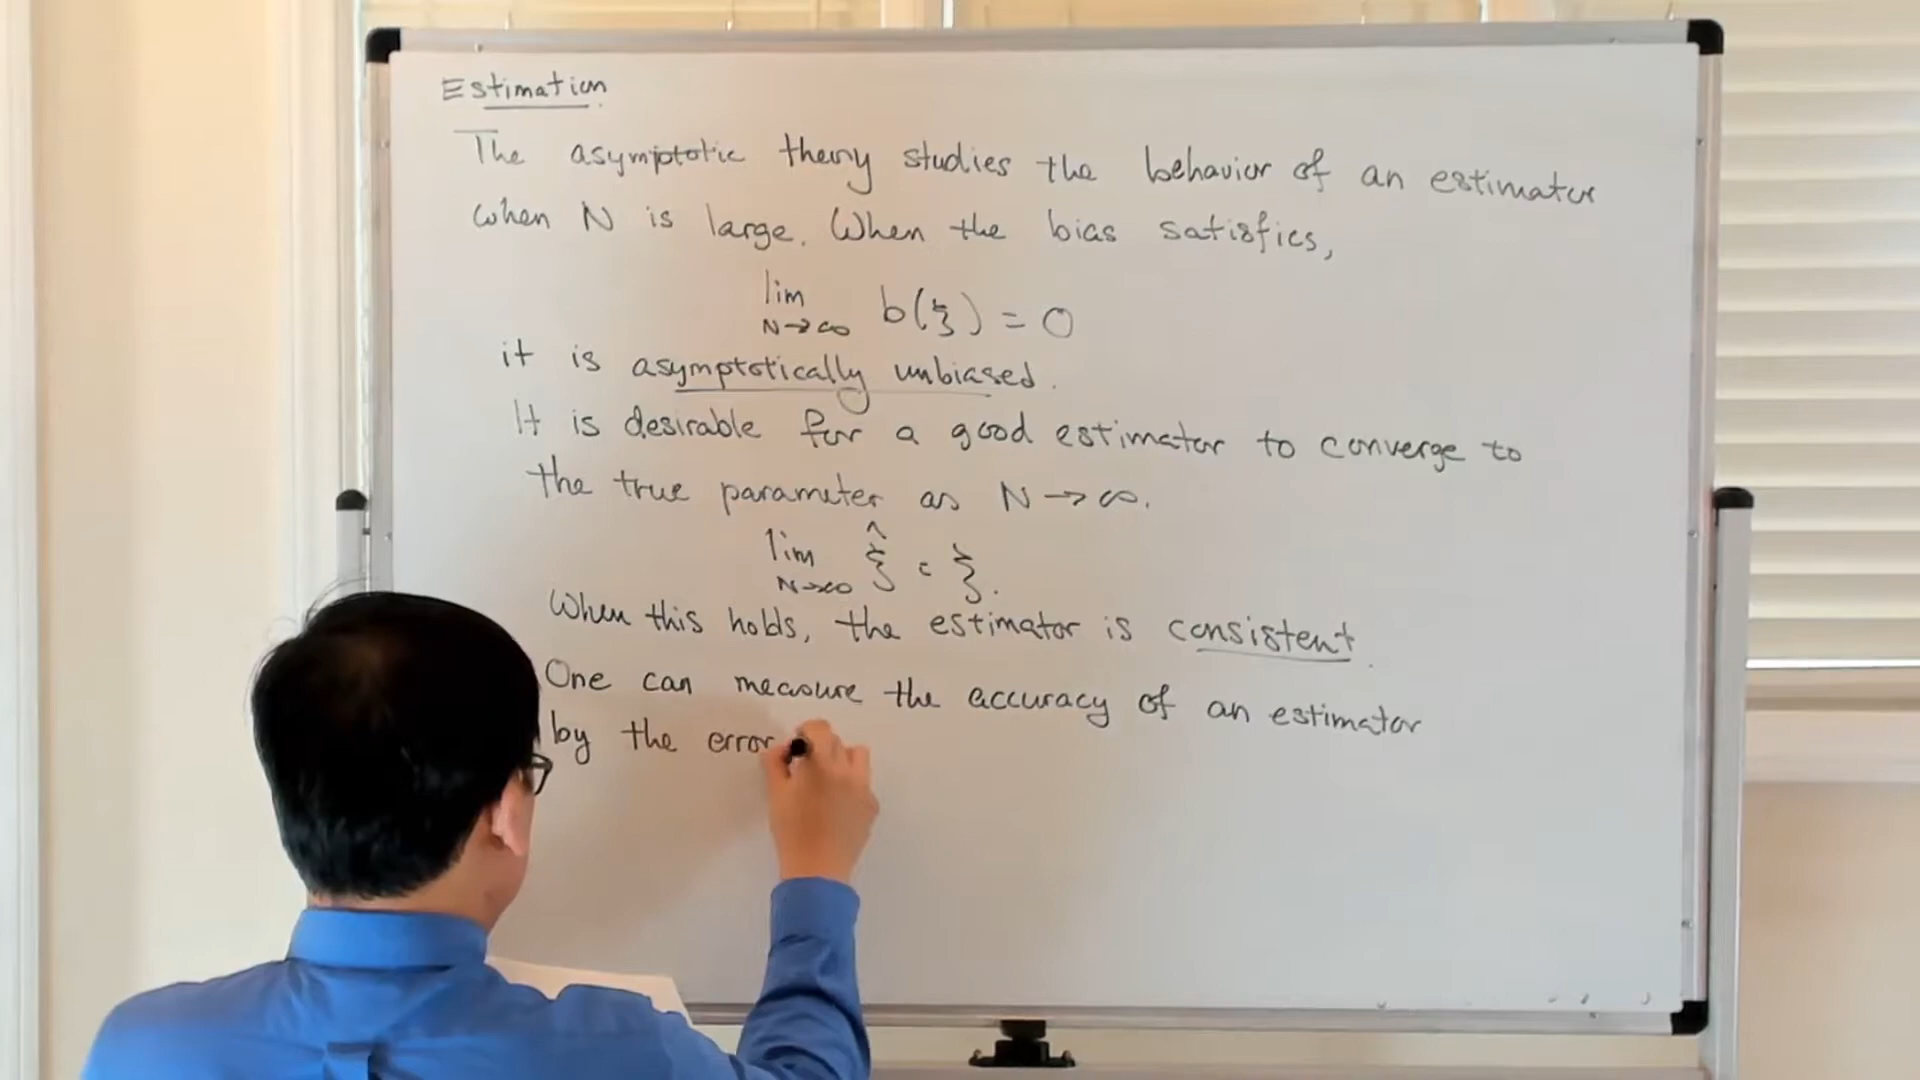 Estimation
The asymptotic theory studies the behavior of an estimator
when N is large. When the bias satisfies,
lim N→∞ b(ξ) = 0
it is asymptotically unbiased.
It is desirable for a good estimator to converge to
the true parameter as N → ∞.
lim N→∞ ξ̂ = ξ.
When this holds, the estimator is consistent.
One can measure the accuracy of an estimator
by the error